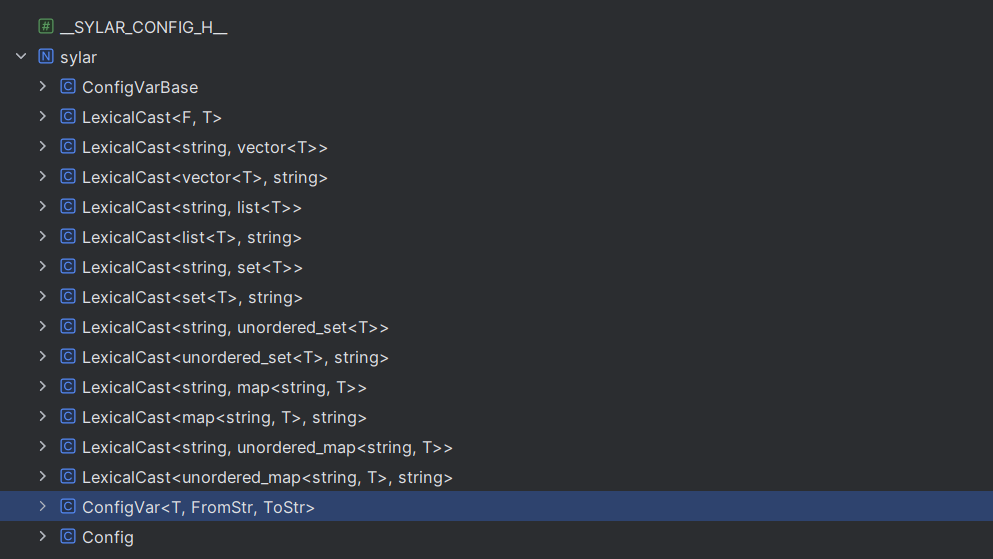 # __SYLAR_CONFIG_H__
N sylar
C ConfigVarBase
C LexicalCast<F, T>
C LexicalCast<string, vector<T>>
C LexicalCast<vector<T>, string>
C LexicalCast<string, list<T>>
C LexicalCast<list<T>, string>
C LexicalCast<string, set<T>>
C LexicalCast<set<T>, string>
C LexicalCast<string, unordered_set<T>>
C LexicalCast<unordered_set<T>, string>
C LexicalCast<string, map<string, T>>
C LexicalCast<map<string, T>, string>
C LexicalCast<string, unordered_map<string, T>>
C LexicalCast<unordered_map<string, T>, string>
C ConfigVar<T, FromStr, ToStr>
C Config